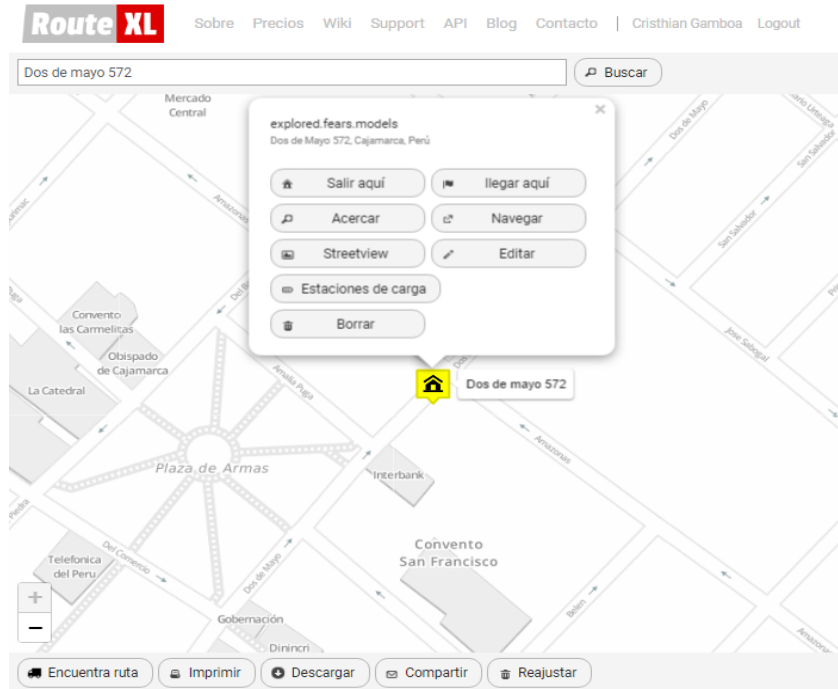 Route XL
Sobre Precios Wiki Support API Blog Contacto | Cristhian Gamboa Logout
Dos de mayo 572
Buscar
explored.fears.models
Dos de Mayo 572, Cajamarca, Perú
Salir aquí
llegar aquí
Acercar
Navegar
Streetview
Editar
Estaciones de carga
Borrar
Dos de mayo 572
Mercado
Central
Dos de Mayo
San Salvador
San Salvador
Jose Sabogal
Amazonas
Convento
las Carmelitas
Obispado
de Cajamarca
La Catedral
Amalia Puga
Amazonas
Plaza de Armas
Interbank
Piedra
Del Comercio
Telefonica
del Peru
Dos de Mayo
Convento
San Francisco
Belen
Amazonas
Gobernación
Dinincri
+
−
Encuentra ruta
Imprimir
Descargar
Compartir
Reajustar